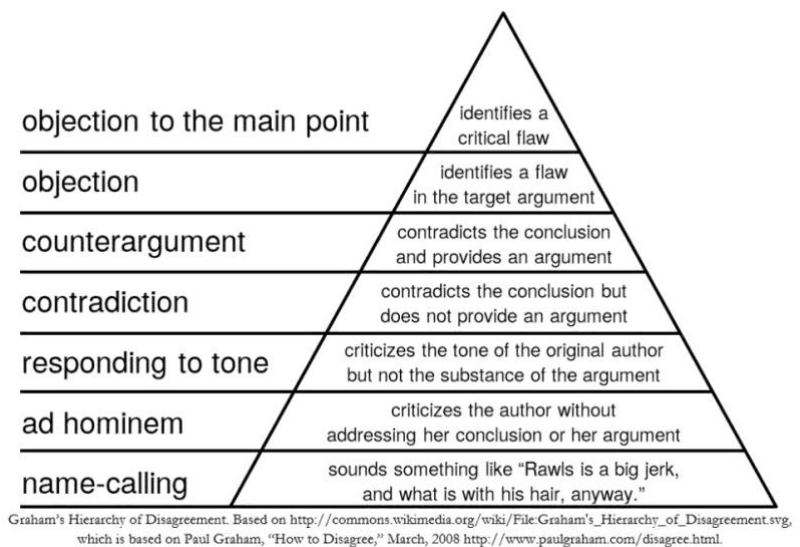 objection to the main point
identifies a
critical flaw
objection
identifies a flaw
in the target argument
counterargument
contradicts the conclusion
and provides an argument
contradiction
contradicts the conclusion but
does not provide an argument
responding to tone
criticizes the tone of the original author
but not the substance of the argument
ad hominem
criticizes the author without
addressing her conclusion or her argument
name-calling
sounds something like “Rawls is a big jerk,
and what is with his hair, anyway.”
Graham's Hierarchy of Disagreement. Based on http://commons.wikimedia.org/wiki/File:Graham's_Hierarchy_of_Disagreement.svg,
which is based on Paul Graham, “How to Disagree,” March, 2008 http://www.paulgraham.com/disagree.html.